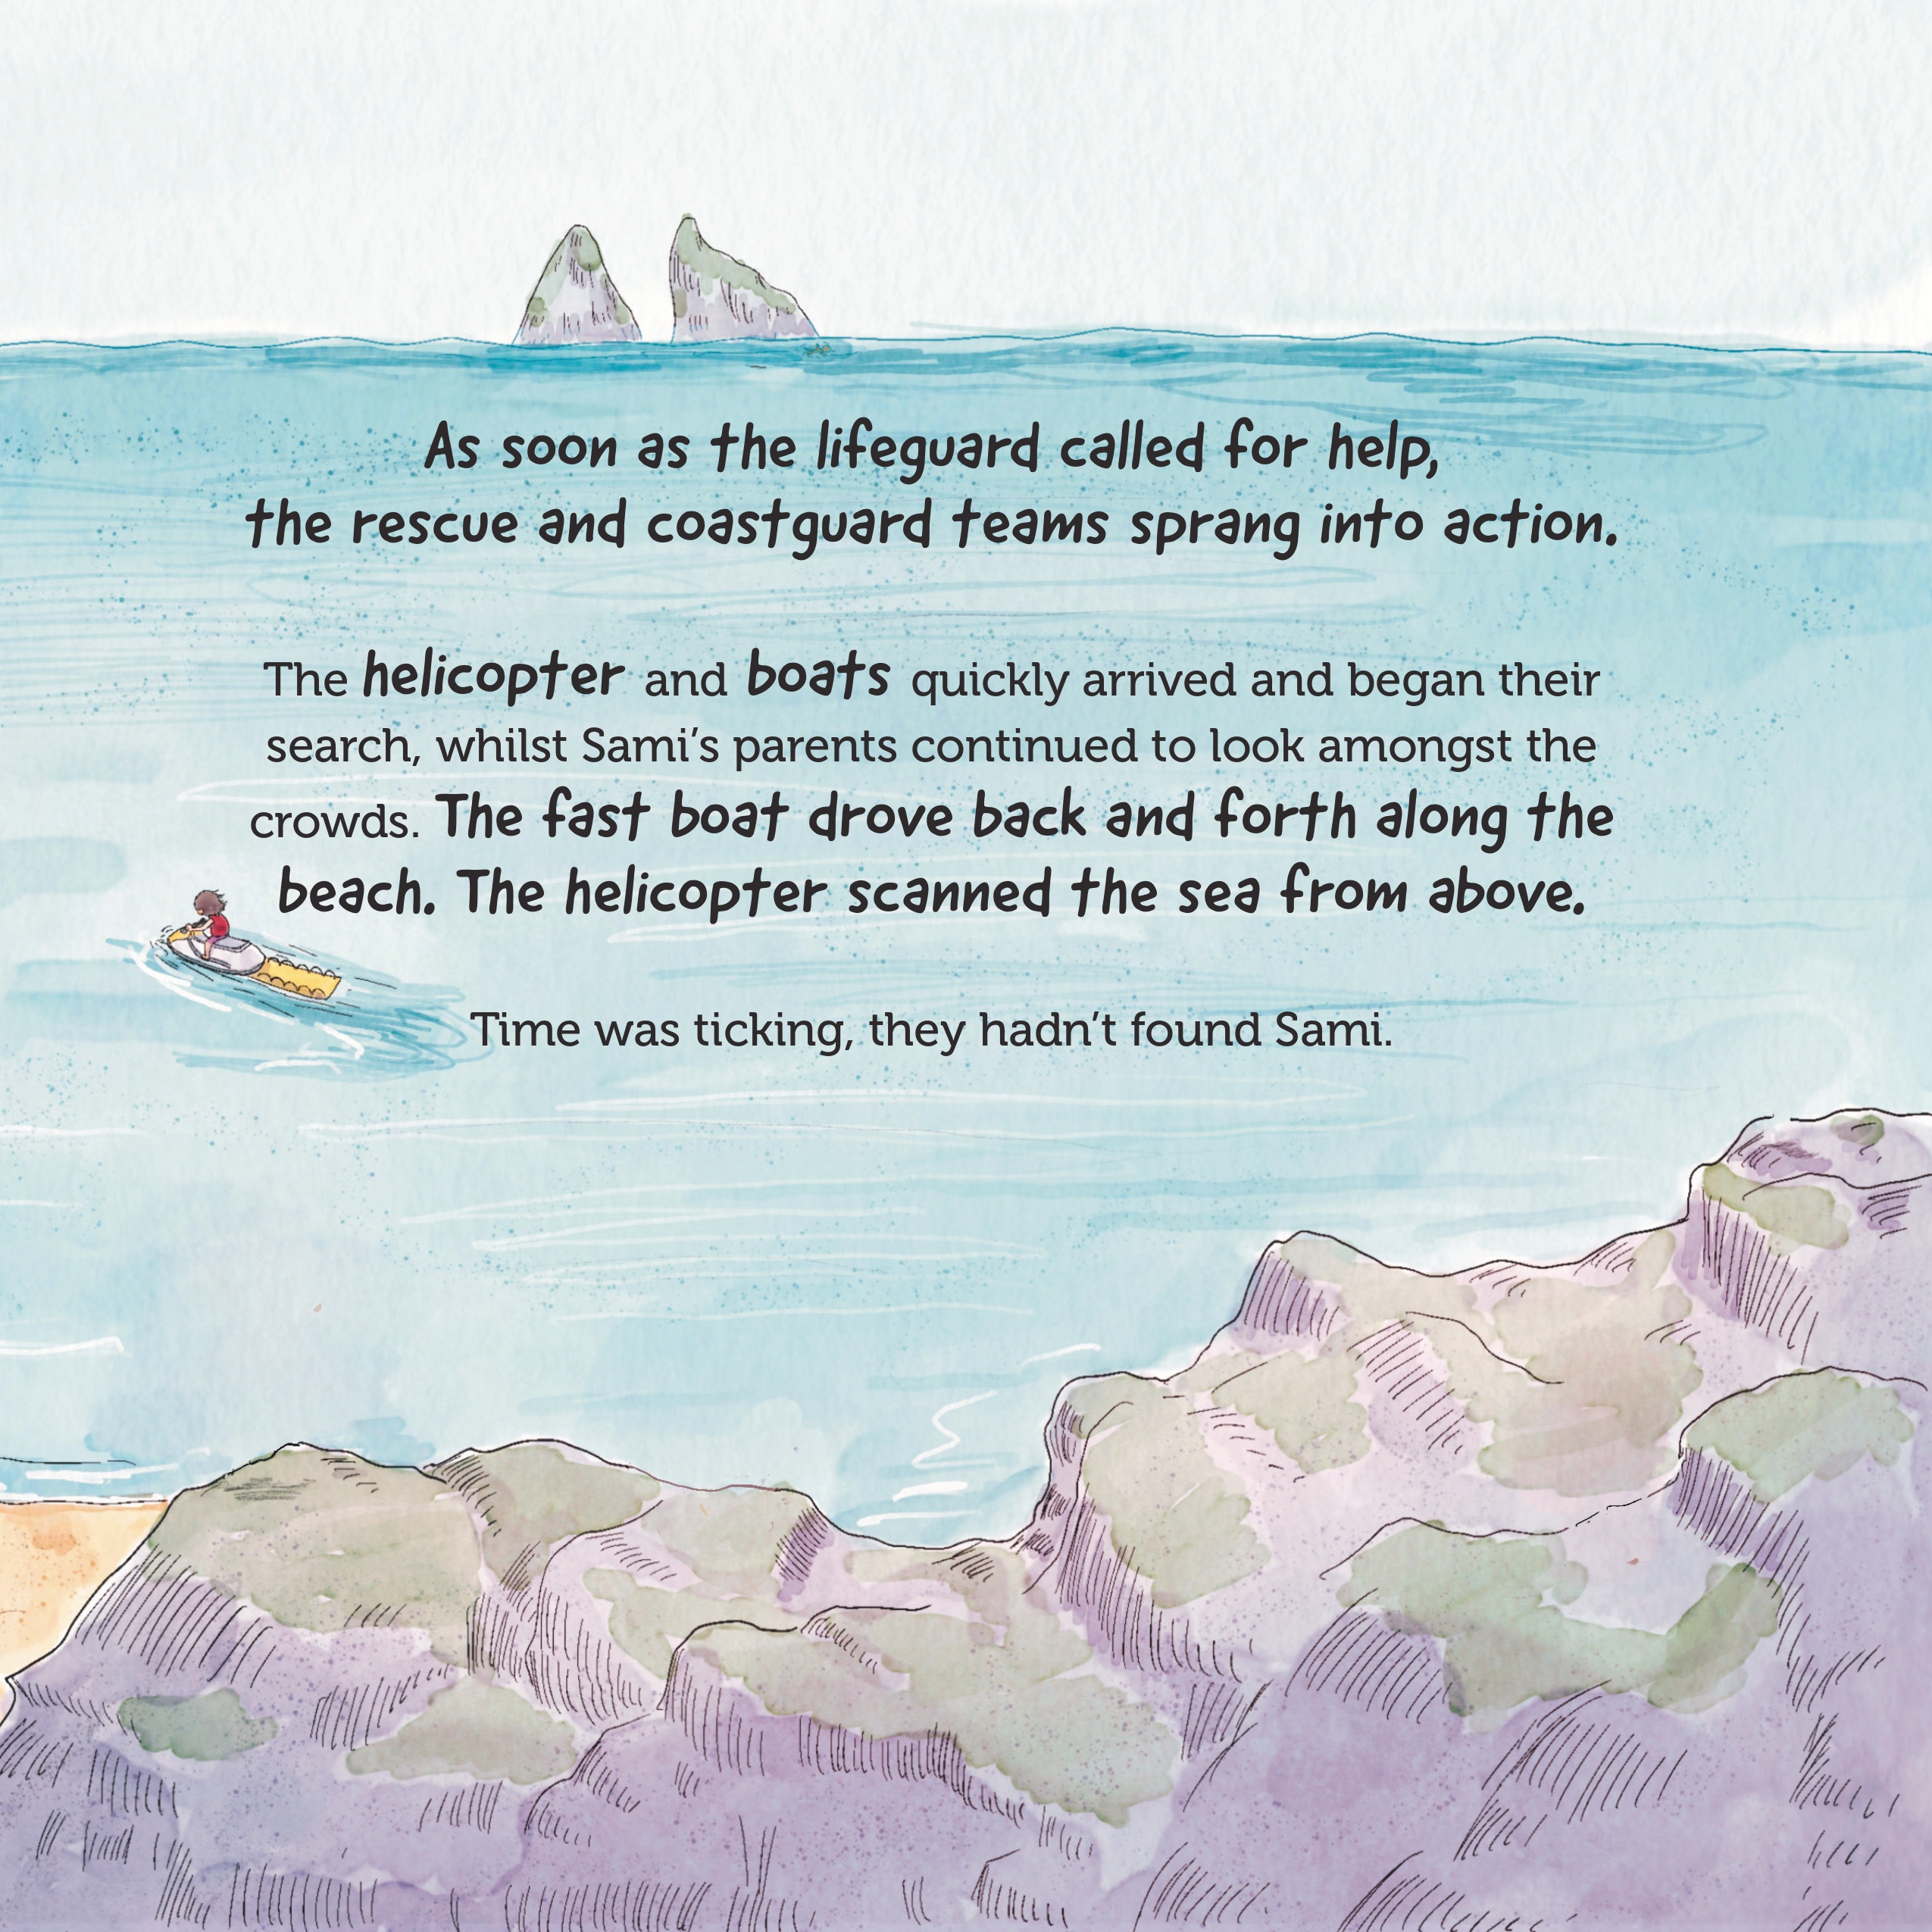 As soon as the lifeguard called for help,
the rescue and coastguard teams sprang into action.
The helicopter and boats quickly arrived and began their
search, whilst Sami’s parents continued to look amongst the
crowds. The fast boat drove back and forth along the
beach. The helicopter scanned the sea from above.
Time was ticking, they hadn’t found Sami.